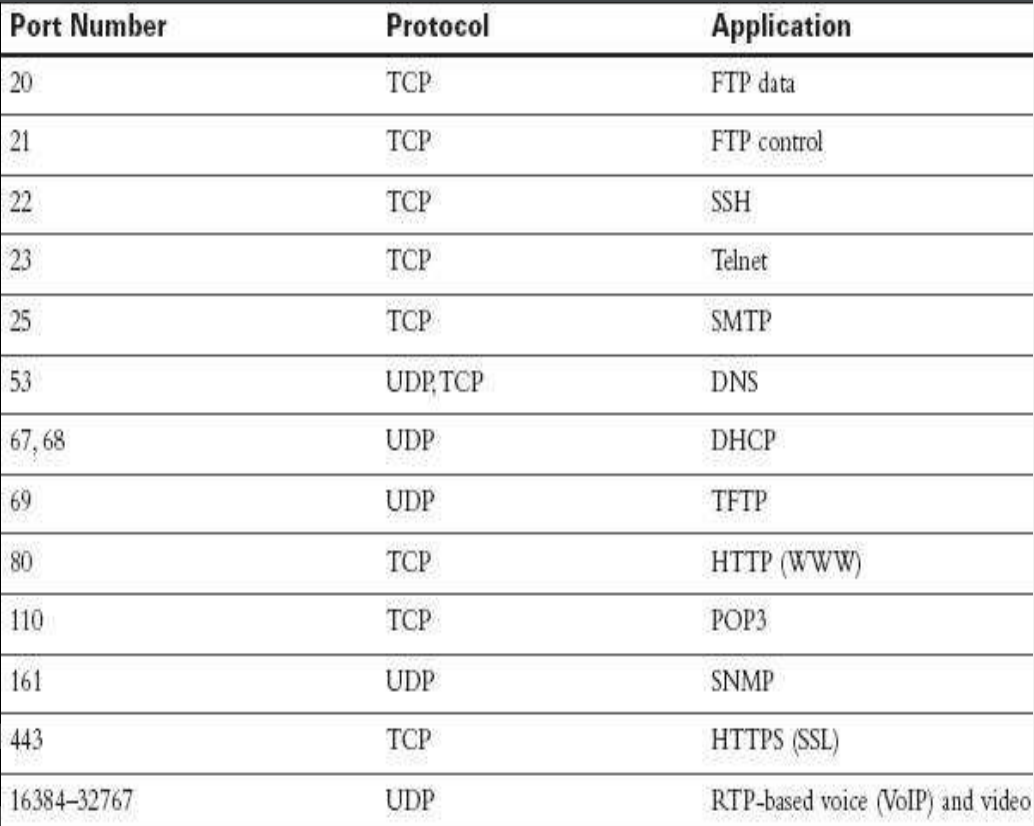 Port Number Protocol Application
20 TCP FTP data
21 TCP FTP control
22 TCP SSH
23 TCP Telnet
25 TCP SMTP
53 UDP, TCP DNS
67, 68 UDP DHCP
69 UDP TFTP
80 TCP HTTP (WWW)
110 TCP POP3
161 UDP SNMP
443 TCP HTTPS (SSL)
16384–32767 UDP RTP-based voice (VoIP) and video